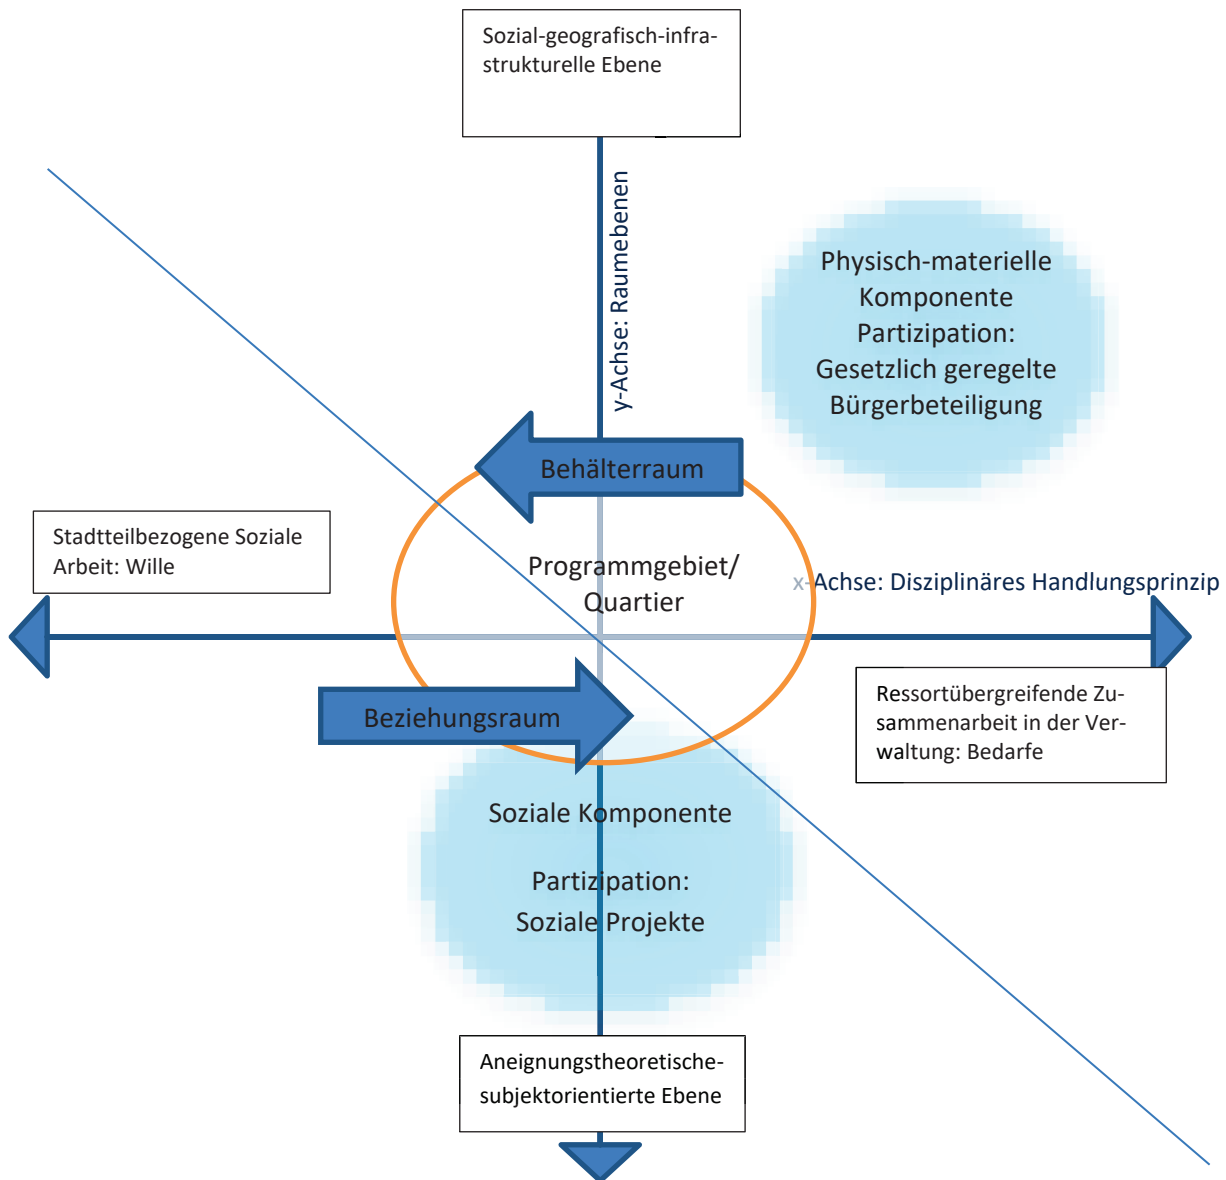 Sozial-geografisch-infra-
strukturelle Ebene
y-Achse: Raumebenen
Physisch-materielle
Komponente
Partizipation:
Gesetzlich geregelte
Bürgerbeteiligung
Behälterraum
Stadtteilbezogene Soziale
Arbeit: Wille
Programmgebiet/
Quartier
x-Achse: Disziplinäres Handlungsprinzip
Ressortübergreifende Zu-
sammenarbeit in der Ver-
waltung: Bedarfe
Beziehungsraum
Soziale Komponente
Partizipation:
Soziale Projekte
Aneignungstheoretische-
subjektorientierte Ebene